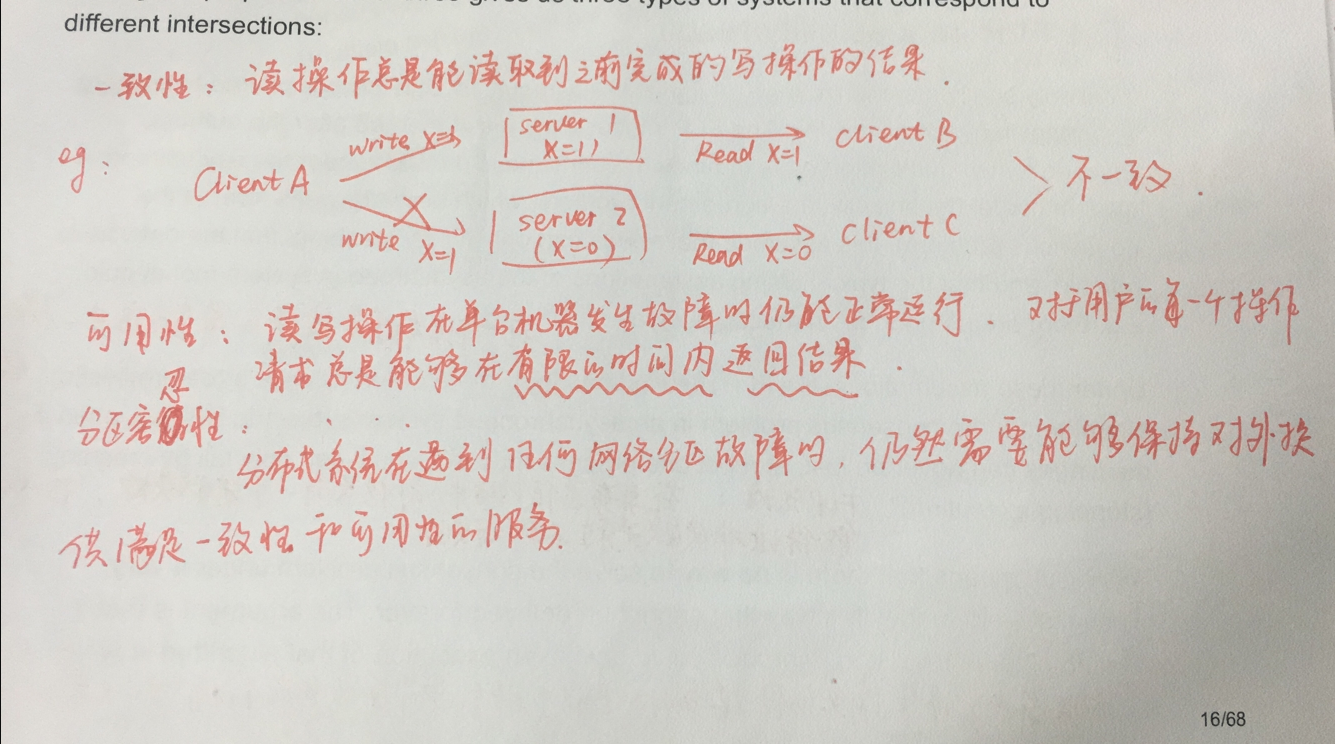 different intersections:
一致性：读操作总是能读取到之前完成的写操作的结果.
eg：
Client A
write X=1
server 1
X=1)
Read X=1
client B
write X=1
server 2
(X=0)
Read X=0
client C
不一致.
可用性：读写操作在单台机器发生故障时仍能正常运行. 对于用户的每一个操作
请求总是能够在有限的时间内返回结果.
分区容忍性：
分布式系统在遇到任何网络分区故障时，仍然需要能够保持对外提
供满足一致性和可用性的服务.
16/68